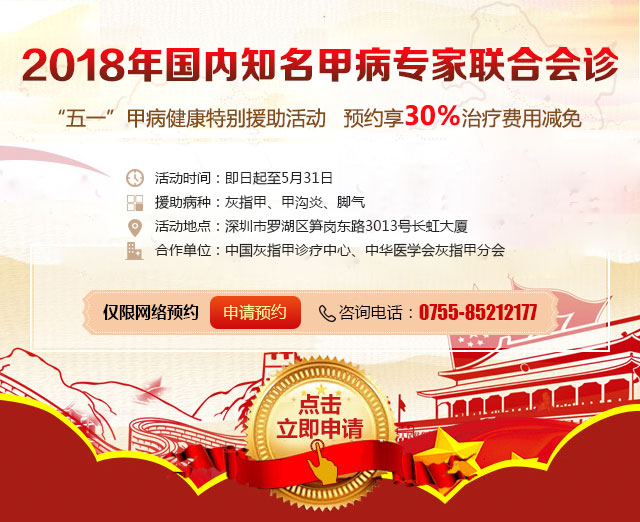 2018年国内知名甲病专家联合会诊
“五一”甲病健康特别援助活动 预约享30%治疗费用减免
活动时间：即日起至5月31日
援助病种：灰指甲、甲沟炎、脚气
活动地点：深圳市罗湖区笋岗东路3013号长虹大厦
合作单位：中国灰指甲诊疗中心、中华医学会灰指甲分会
仅限网络预约 申请预约 咨询电话：0755-85212177
点击
立即申请